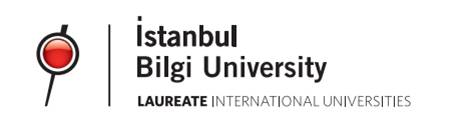 İstanbul
Bilgi University
LAUREATE INTERNATIONAL UNIVERSITIES